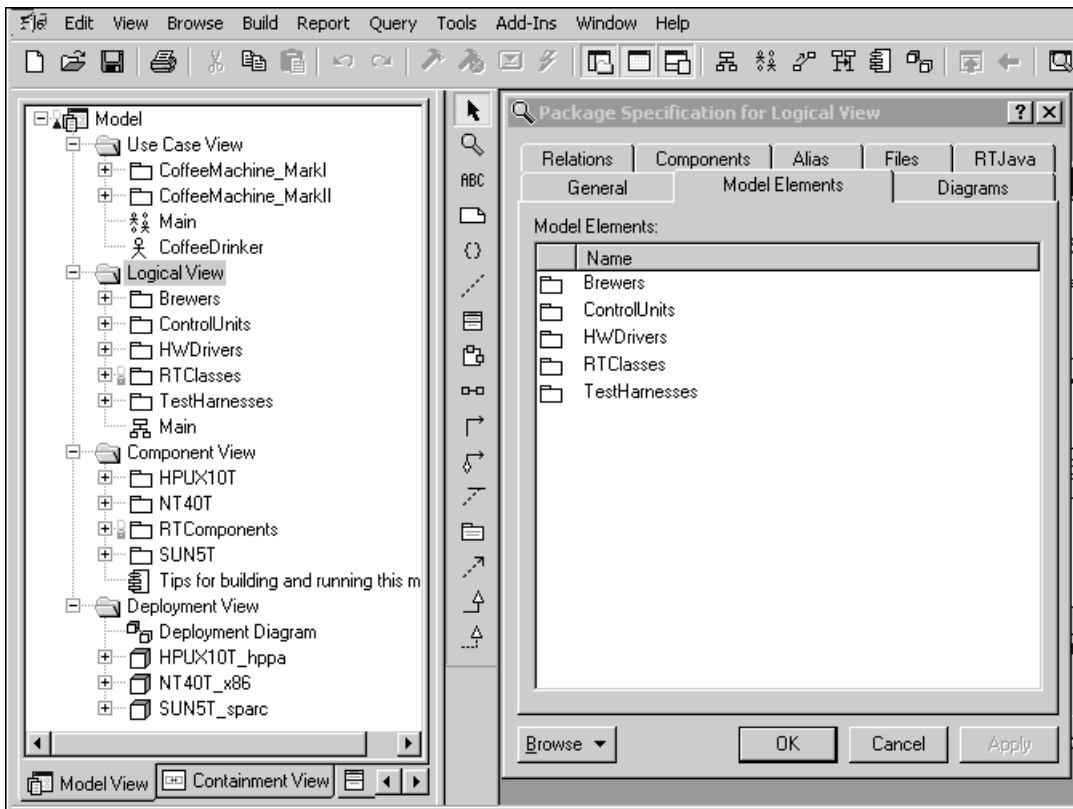 File Edit View Browse Build Report Query Tools Add-Ins Window Help
Model
Use Case View
CoffeeMachine_MarkI
CoffeeMachine_MarkII
Main
CoffeeDrinker
Logical View
Brewers
ControlUnits
HWDrivers
RTClasses
TestHarnesses
Main
Component View
HPUX10T
NT40T
RTComponents
SUN5T
Tips for building and running this m
Deployment View
Deployment Diagram
HPUX10T_hppa
NT40T_x86
SUN5T_sparc
Model View Containment View
ABC
Package Specification for Logical View
Relations Components Alias Files RTJava
General Model Elements Diagrams
Model Elements:
Name
Brewers
ControlUnits
HWDrivers
RTClasses
TestHarnesses
Browse OK Cancel Apply